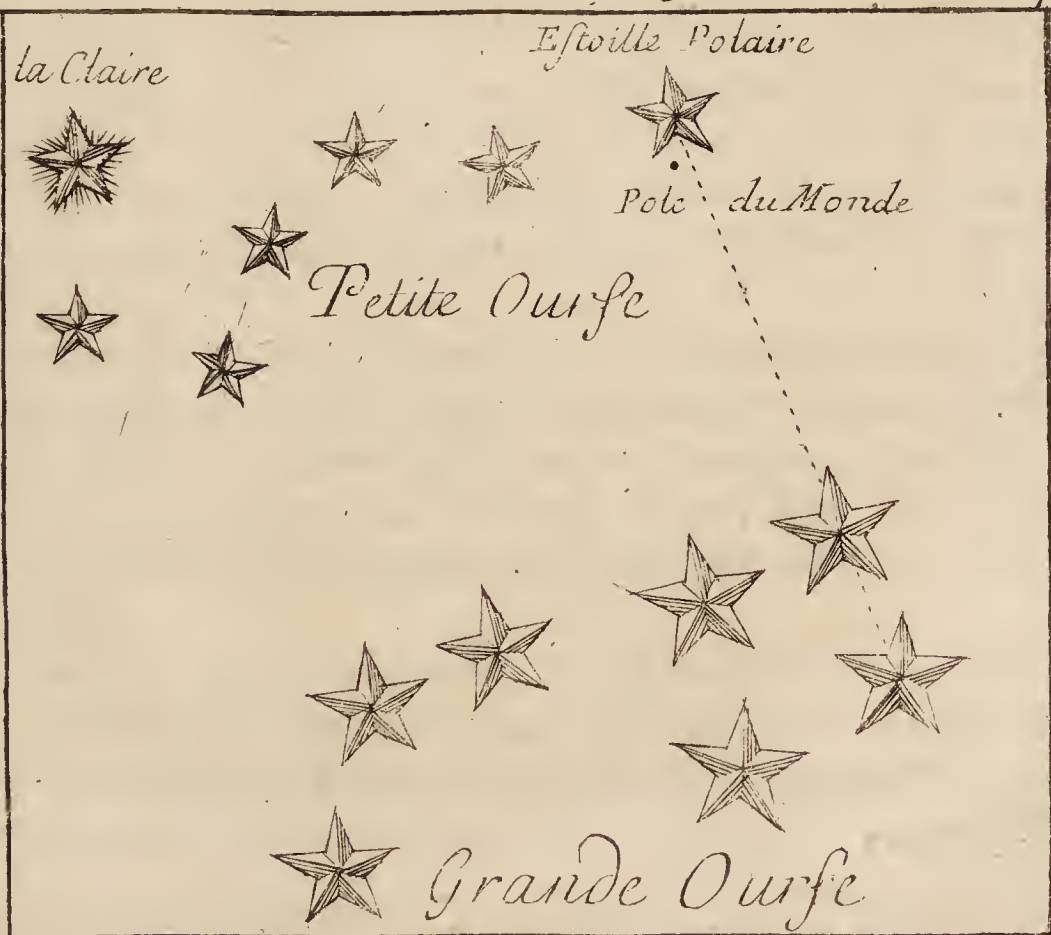 Eſtoille Polaire
la Claire
Pole du Monde
Petite Ourſe
Grande Ourſe